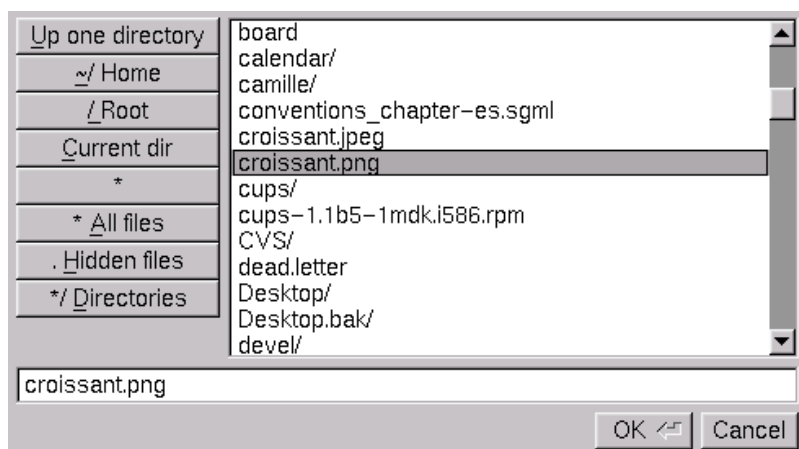 Up one directory
~/ Home
/ Root
Current dir
*
* All files
. Hidden files
*/ Directories
board
calendar/
camille/
conventions_chapter-es.sgml
croissant.jpeg
croissant.png
cups/
cups-1.1b5-1mdk.i586.rpm
CVS/
dead.letter
Desktop/
Desktop.bak/
devel/
croissant.png
OK
Cancel